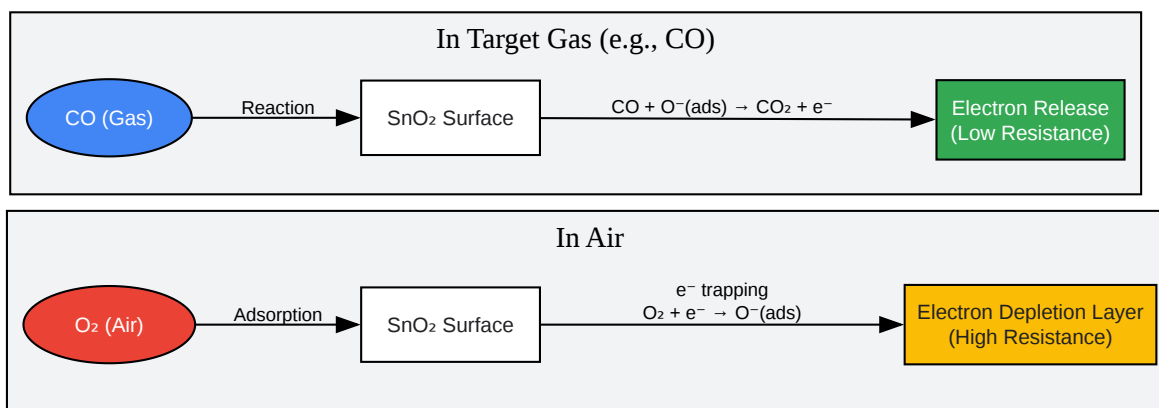 In Target Gas (e.g., CO)
CO (Gas)
Reaction
SnO₂ Surface
CO + O⁻(ads) → CO₂ + e⁻
Electron Release
(Low Resistance)
In Air
O₂ (Air)
Adsorption
SnO₂ Surface
e⁻ trapping
O₂ + e⁻ → O⁻(ads)
Electron Depletion Layer
(High Resistance)